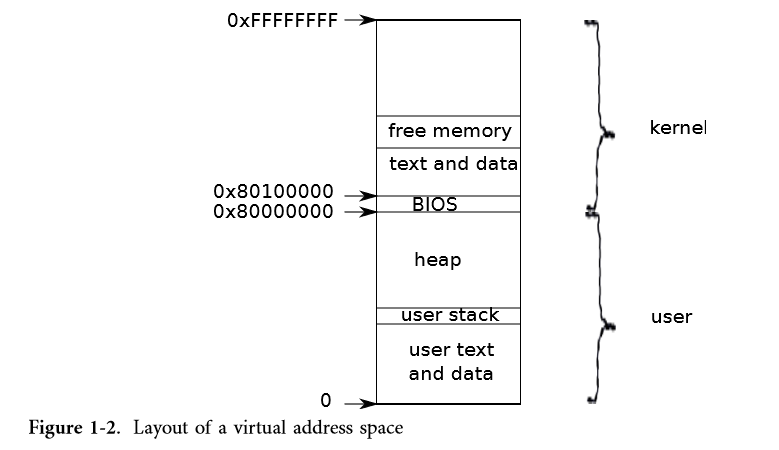 0xFFFFFFFF
free memory
text and data
0x80100000
BIOS
0x80000000
heap
user stack
user text
and data
0
kernel
user
Figure 1-2. Layout of a virtual address space